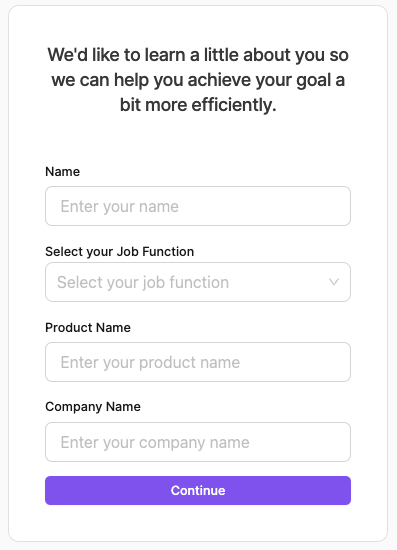 We'd like to learn a little about you so
we can help you achieve your goal a
bit more efficiently.
Name
Enter your name
Select your Job Function
Select your job function
Product Name
Enter your product name
Company Name
Enter your company name
Continue